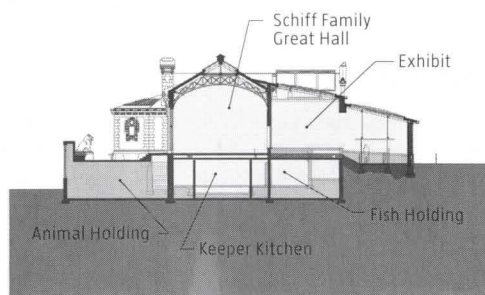 Schiff Family
Great Hall
Exhibit
Animal Holding
Keeper Kitchen
Fish Holding